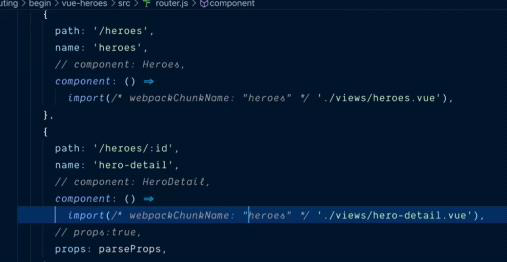 uting > begin > vue-heroes > src > router.js > component
{
path: '/heroes',
name: 'heroes',
// component: Heroes,
component: () =>
import(/* webpackChunkName: "heroes" */ './views/heroes.vue'),
},
{
path: '/heroes/:id',
name: 'hero-detail',
// component: HeroDetail,
component: () =>
import(/* webpackChunkName: "heroes" */ './views/hero-detail.vue'),
// props:true,
props: parseProps,